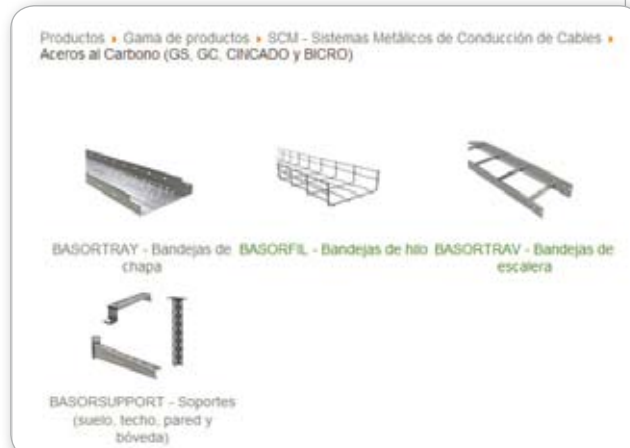 Productos ▸ Gama de productos ▸ SCM - Sistemas Metálicos de Conducción de Cables ▸
Aceros al Carbono (GS, GC, CINCADO y BICRO)
BASORTRAY - Bandejas de
chapa
BASORFIL - Bandejas de hilo
BASORTRAV - Bandejas de
escalera
BASORSUPPORT - Soportes
(suelo, techo, pared y
bóveda)